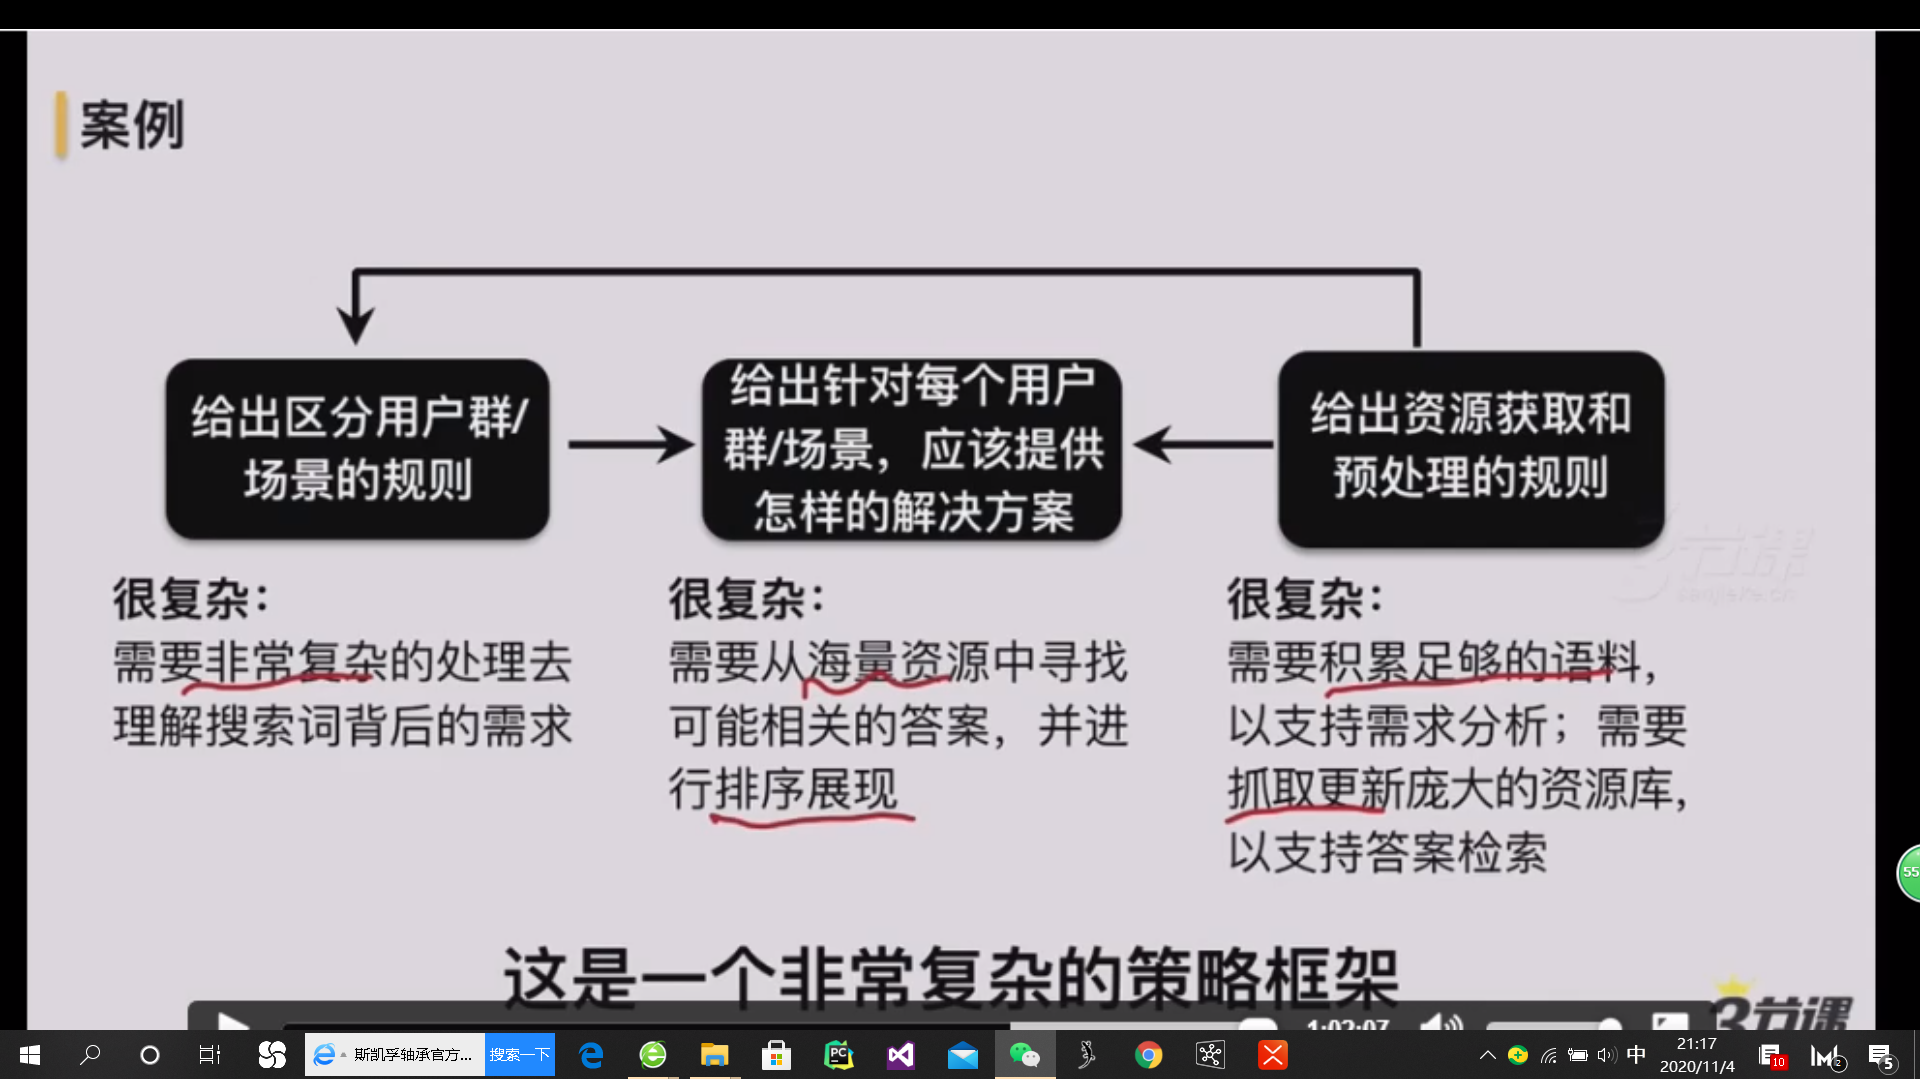 案例
给出区分用户群/
场景的规则
给出针对每个用户
群/场景，应该提供
怎样的解决方案
给出资源获取和
预处理的规则
很复杂：
需要非常复杂的处理去
理解搜索词背后的需求
很复杂：
需要从海量资源中寻找
可能相关的答案，并进
行排序展现
很复杂：
需要积累足够的语料，
以支持需求分析；需要
抓取更新庞大的资源库，
以支持答案检索
3节课
sanjieke.cn
这是一个非常复杂的策略框架
1:02:07
3节课
55
斯凯孚轴承官方...
搜索一下
PC
中
21:17
2020/11/4
10
2
5